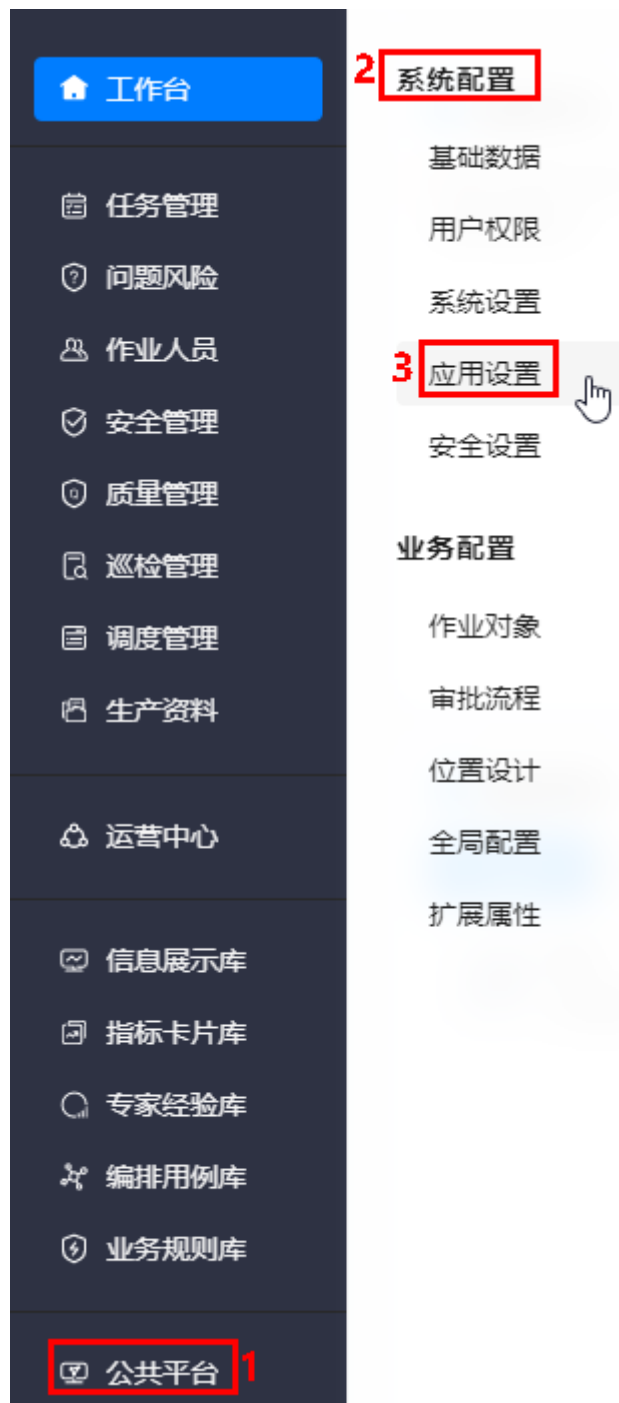 工作台
任务管理
问题风险
作业人员
安全管理
质量管理
巡检管理
调度管理
生产资料
运营中心
信息展示库
指标卡片库
专家经验库
编排用例库
业务规则库
公共平台 1
2 系统配置
基础数据
用户权限
系统设置
3 应用设置
安全设置
业务配置
作业对象
审批流程
位置设计
全局配置
扩展属性